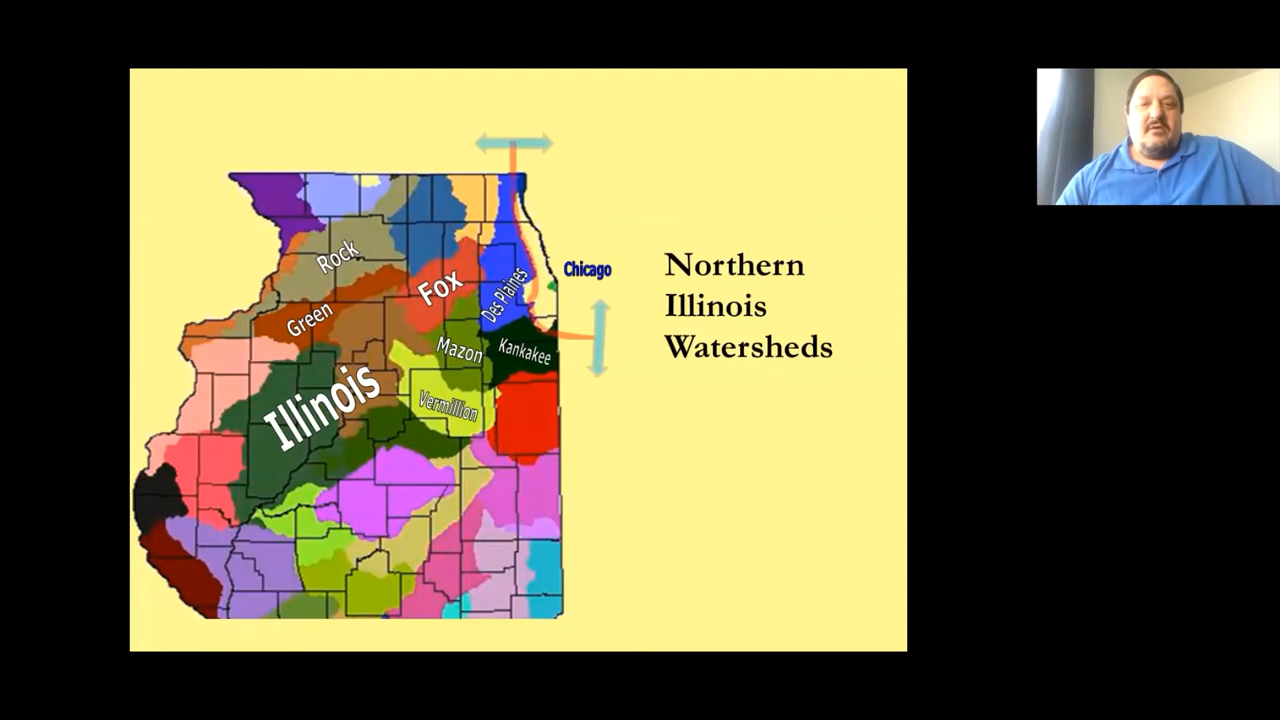 Rock
Fox
Chicago
Des Plaines
Green
Mazon
Kankakee
Illinois
Vermillion
Northern
Illinois
Watersheds